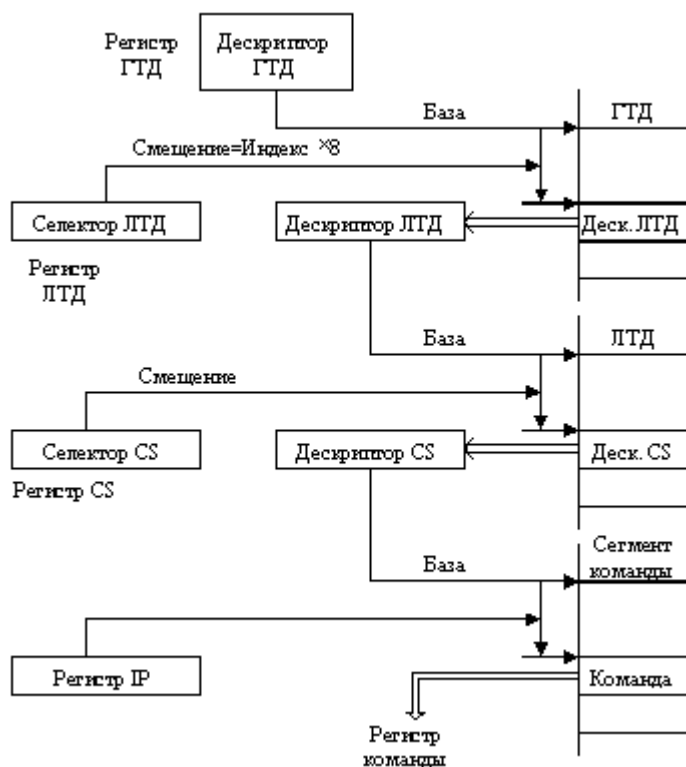 Регистр
ГТД
Дескриптор
ГТД
База
ГТД
Смещение=Индекс ×8
Селектор ЛТД
Дескриптор ЛТД
Деск. ЛТД
Регистр
ЛТД
База
ЛТД
Смещение
Селектор CS
Дескриптор CS
Деск. CS
Регистр CS
Сегмент
команды
База
Регистр IP
Команда
Регистр
команды